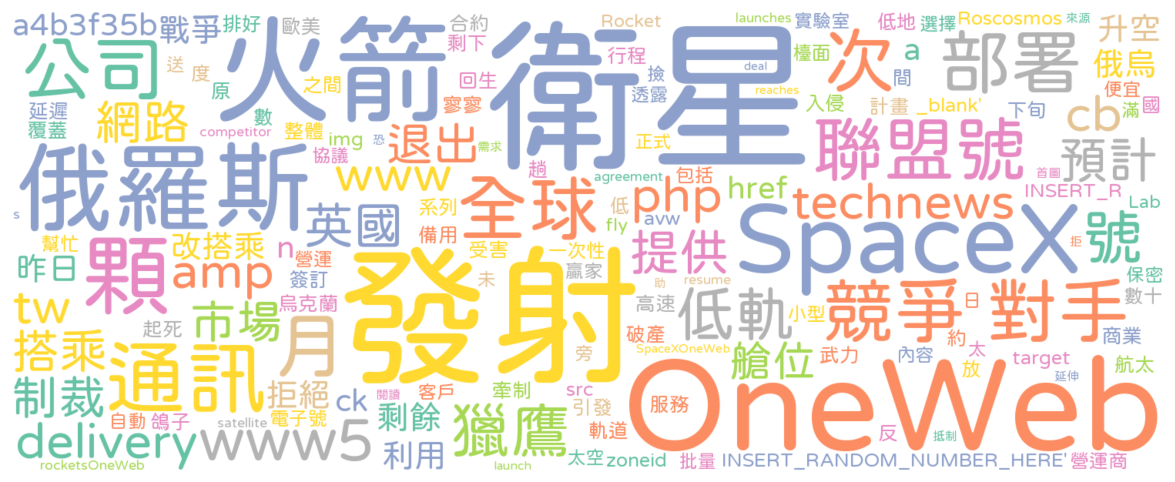 a4b3f35b 戰爭 排好 歐美 合約 Rocket launches 實驗室 低地 選擇 Roscosmos 來源
公司 送 度 原 之間 火箭 衛星 剩下 行程 檯面 次 a 部署 升空
deal 間 俄烏
延遲 網路 數 回生 撿 透露 reaches 入侵 計畫 _blank' 下旬 便宜 滿 國
覆蓋 competitor 整體 img 寥寥 退出 恐 需求 正式 cb
協議 聯盟號 預計
俄羅斯 www 趟 agreement 包括 首圖
s 全球 php href technews INSERT_R Lab
英國 系列 低 avw
幫忙 改搭乘 n 備用 fly 提供 SpaceX 號 拒
昨日 顆 amp 營運 簽訂 受害 一次性 贏家 保密
烏克蘭 發射 未 助 resume 高速 低軌 日 競爭對手 數十
tw 市場 月 起死 小型
搭乘 破產 約 商業
通訊 旁 SpaceXOneWeb 艙位 武力 內容 太 target 航太
制裁 拒絕 客戶 牽制 src OneWeb 放 延伸
閱讀
自動 鴿子 電子號 ck 剩餘 獵鷹 引發 服務 反 抵制
delivery satellite www5 軌道
rocketsOneWeb 利用 launch 太空 zoneid 批量 INSERT_RANDOM_NUMBER_HERE' 營運商